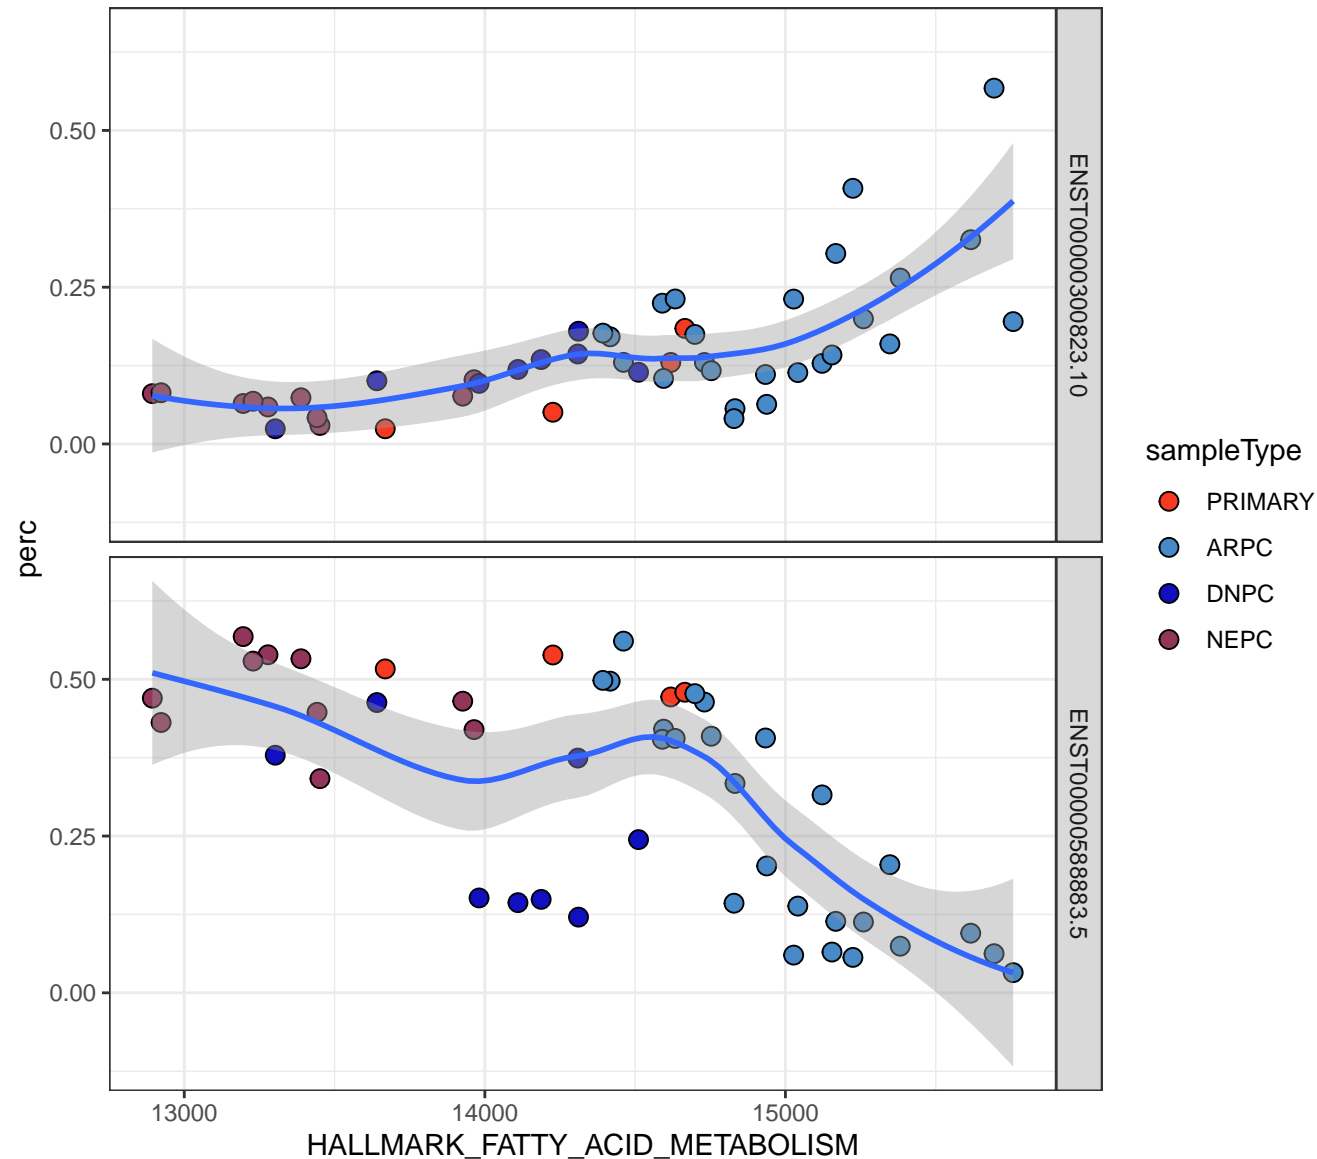 0.50
0.25
0.00
ENST00000300823.10
0.50
0.25
0.00
ENST00000588883.5
perc
13000
14000
15000
HALLMARK_FATTY_ACID_METABOLISM
sampleType
PRIMARY
ARPC
DNPC
NEPC